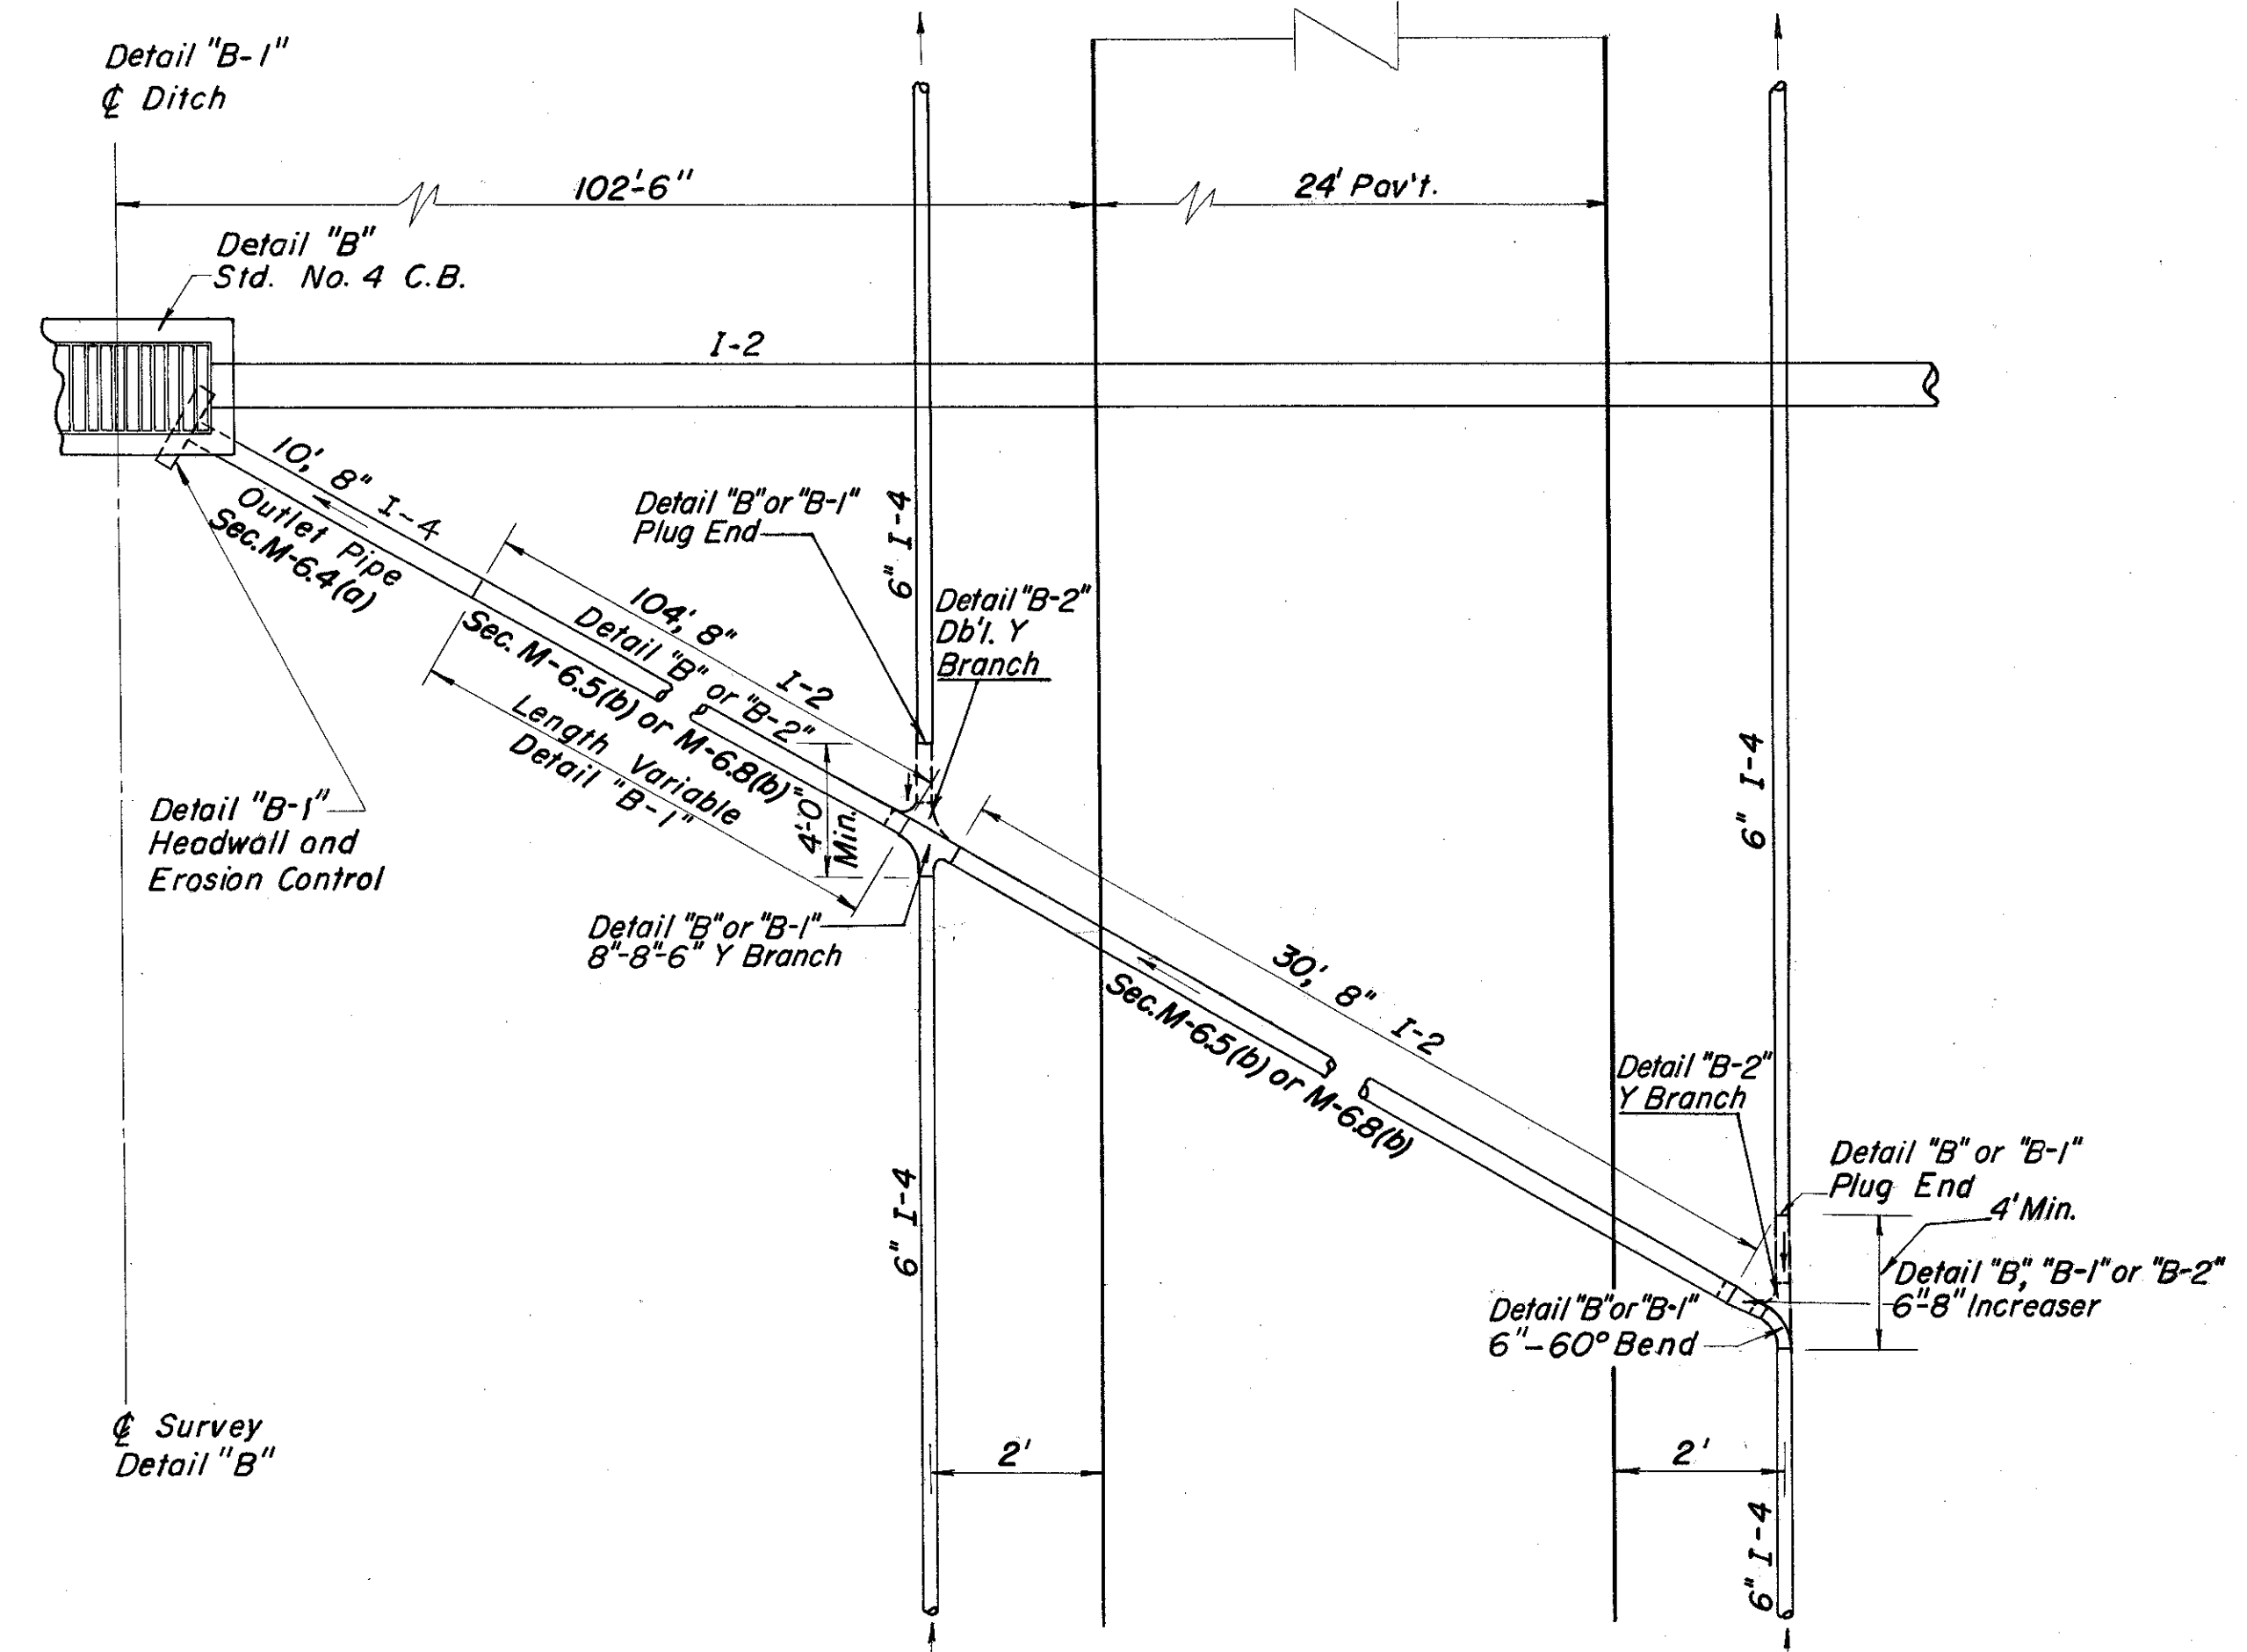 Detail "B-1"
℄ Ditch
102'-6"
24' Pav't.
Detail "B"
Std. No. 4 C.B.
I-2
10', 8" I-4
Outlet Pipe
Sec.M-6.4(a)
Detail "B" or "B-1"
Plug End
6" I-4
Detail "B-2"
Db'l. Y
Branch
104', 8" I-2
Detail "B" or "B-2"
Sec. M-6.5(b) or M-6.8(b)
Length Variable
Detail "B-1"
4'-0"
Min.
6" I-4
Detail "B-1"
Headwall and
Erosion Control
Detail "B" or "B-1"
8"-8"-6" Y Branch
30', 8" I-2
Sec.M-6.5(b) or M-6.8(b)
Detail "B-2"
Y Branch
Detail "B" or "B-1"
Plug End
4' Min.
Detail "B", "B-1" or "B-2"
6"-8" Increaser
Detail "B" or "B-1"
6"-60° Bend
6" I-4
℄ Survey
Detail "B"
2'
2'
6" I-4